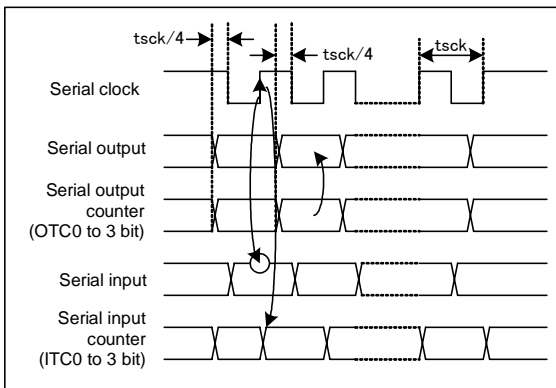 tsck/4
tsck/4
tsck
Serial clock
Serial output
Serial output
counter
(OTC0 to 3 bit)
Serial input
Serial input
counter
(ITC0 to 3 bit)